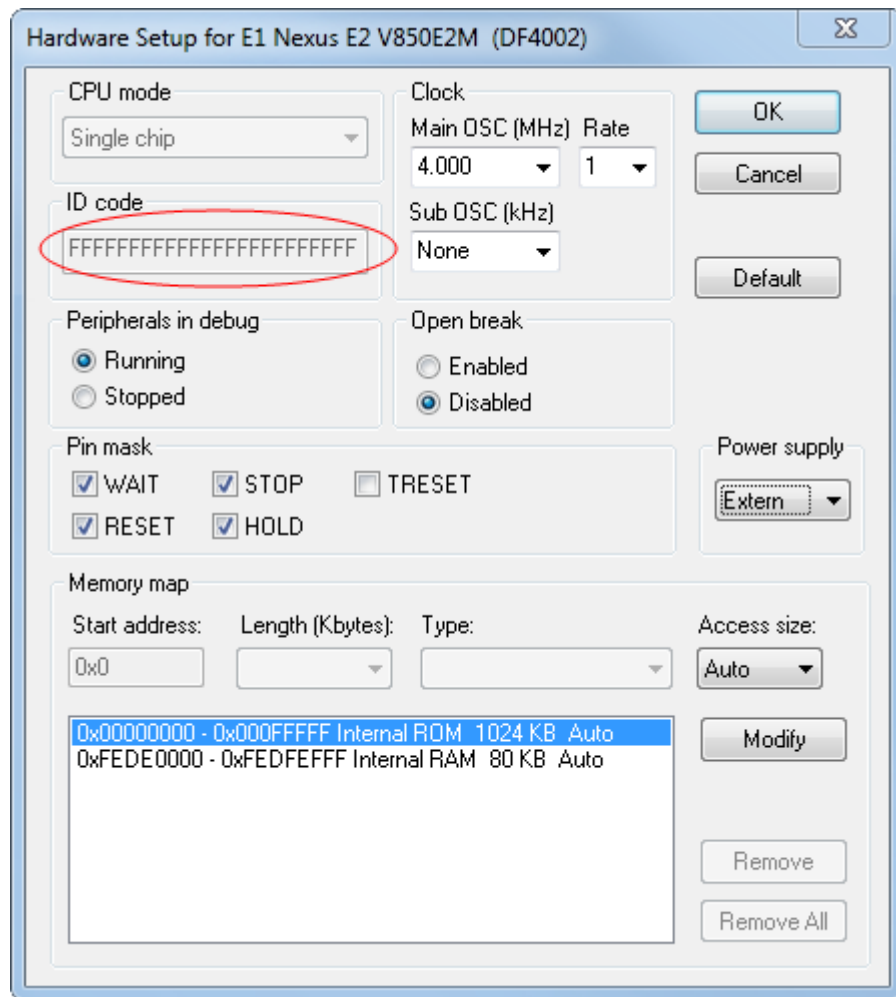 Hardware Setup for E1 Nexus E2 V850E2M (DF4002)
CPU mode
Single chip
Clock
Main OSC (MHz) Rate
4.000 1
Sub OSC (kHz)
None
OK
Cancel
Default
ID code
FFFFFFFFFFFFFFFFFFFFFFFF
Peripherals in debug
Running
Stopped
Open break
Enabled
Disabled
Pin mask
WAIT STOP TRESET
RESET HOLD
Power supply
Extern
Memory map
Start address: Length (Kbytes): Type: Access size:
0x0 Auto
0x00000000 - 0x000FFFFF Internal ROM 1024 KB Auto
0xFEDE0000 - 0xFEDFEFFF Internal RAM 80 KB Auto
Modify
Remove
Remove All